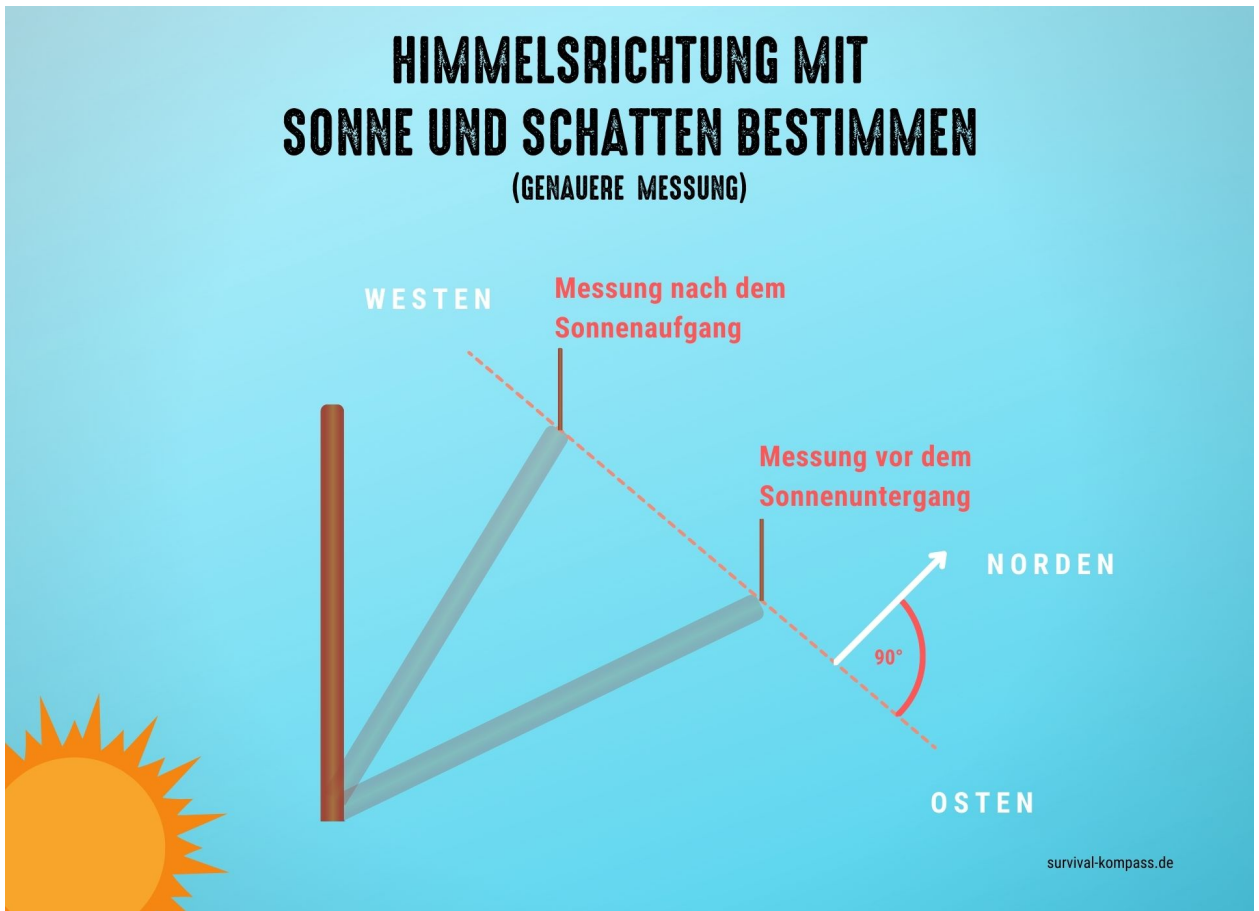 HIMMELSRICHTUNG MIT
SONNE UND SCHATTEN BESTIMMEN
(GENAUERE MESSUNG)
WESTEN
Messung nach dem
Sonnenaufgang
Messung vor dem
Sonnenuntergang
NORDEN
90°
OSTEN
survival-kompass.de